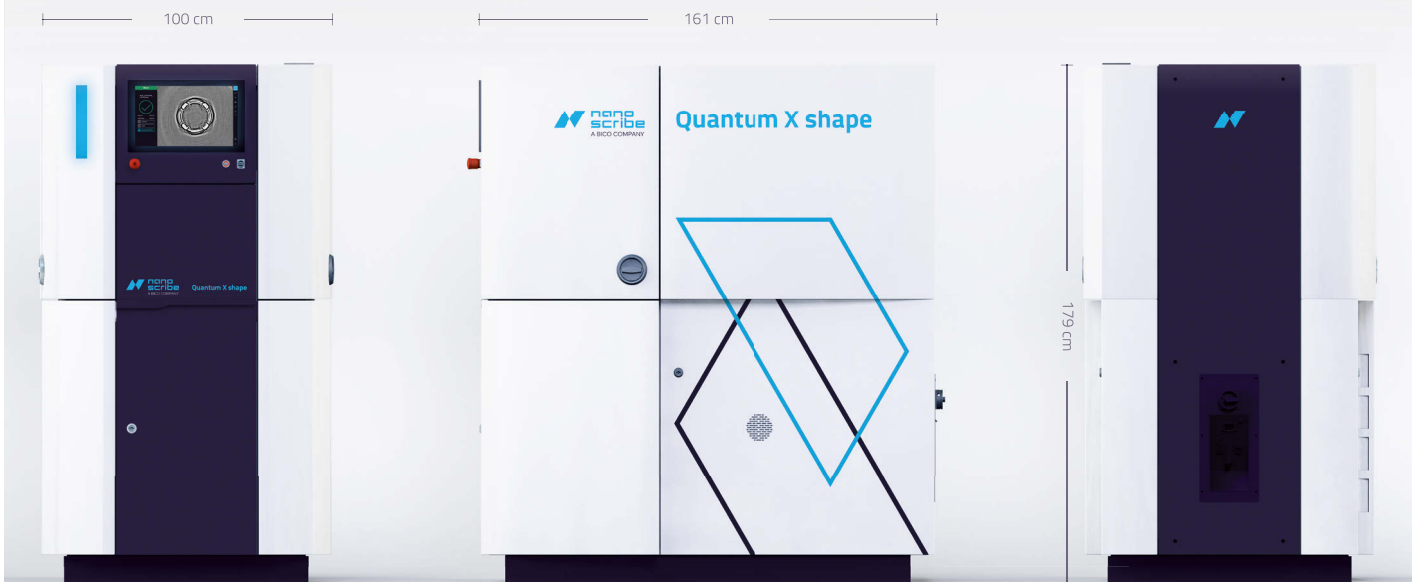 100 cm
161 cm
nano
scribe
A BICO COMPANY
Quantum X shape
nano
scribe
A BICO COMPANY
Quantum X shape
179 cm